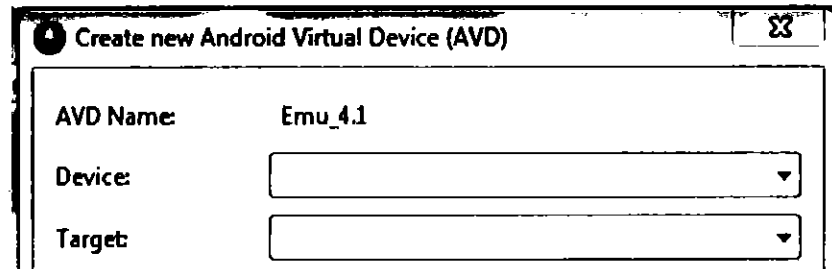 Create new Android Virtual Device (AVD)
AVD Name: Emu_4.1
Device:
Target: